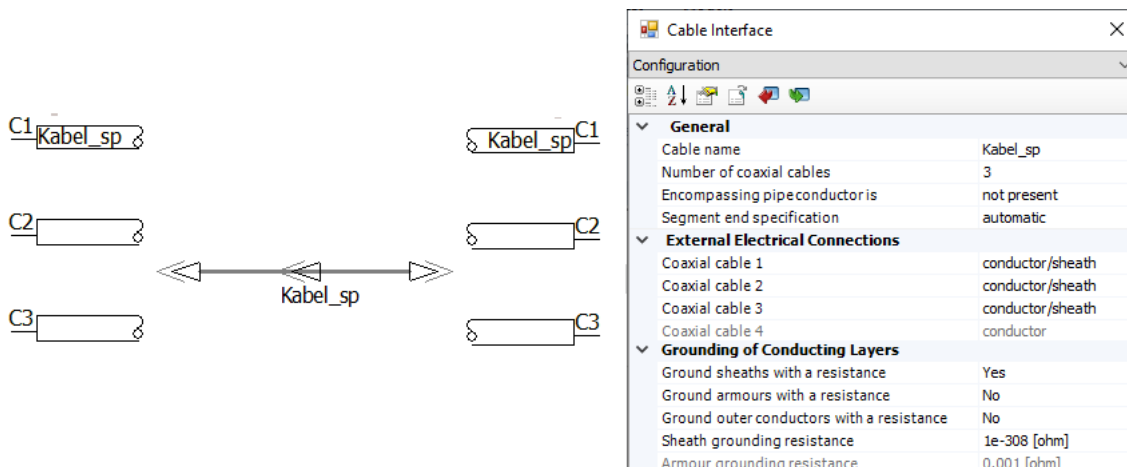 Cable Interface
Configuration
General
Cable name Kabel_sp
Number of coaxial cables 3
Encompassing pipeconductor is not present
Segment end specification automatic
External Electrical Connections
Coaxial cable 1 conductor/sheath
Coaxial cable 2 conductor/sheath
Coaxial cable 3 conductor/sheath
Coaxial cable 4 conductor
Grounding of Conducting Layers
Ground sheaths with a resistance Yes
Ground armours with a resistance No
Ground outer conductors with a resistance No
Sheath grounding resistance 1e-308 [ohm]
Armour grounding resistance 0.001 [ohm]
C1 Kabel_sp Kabel_sp C1
C2 C2
Kabel_sp
C3 C3